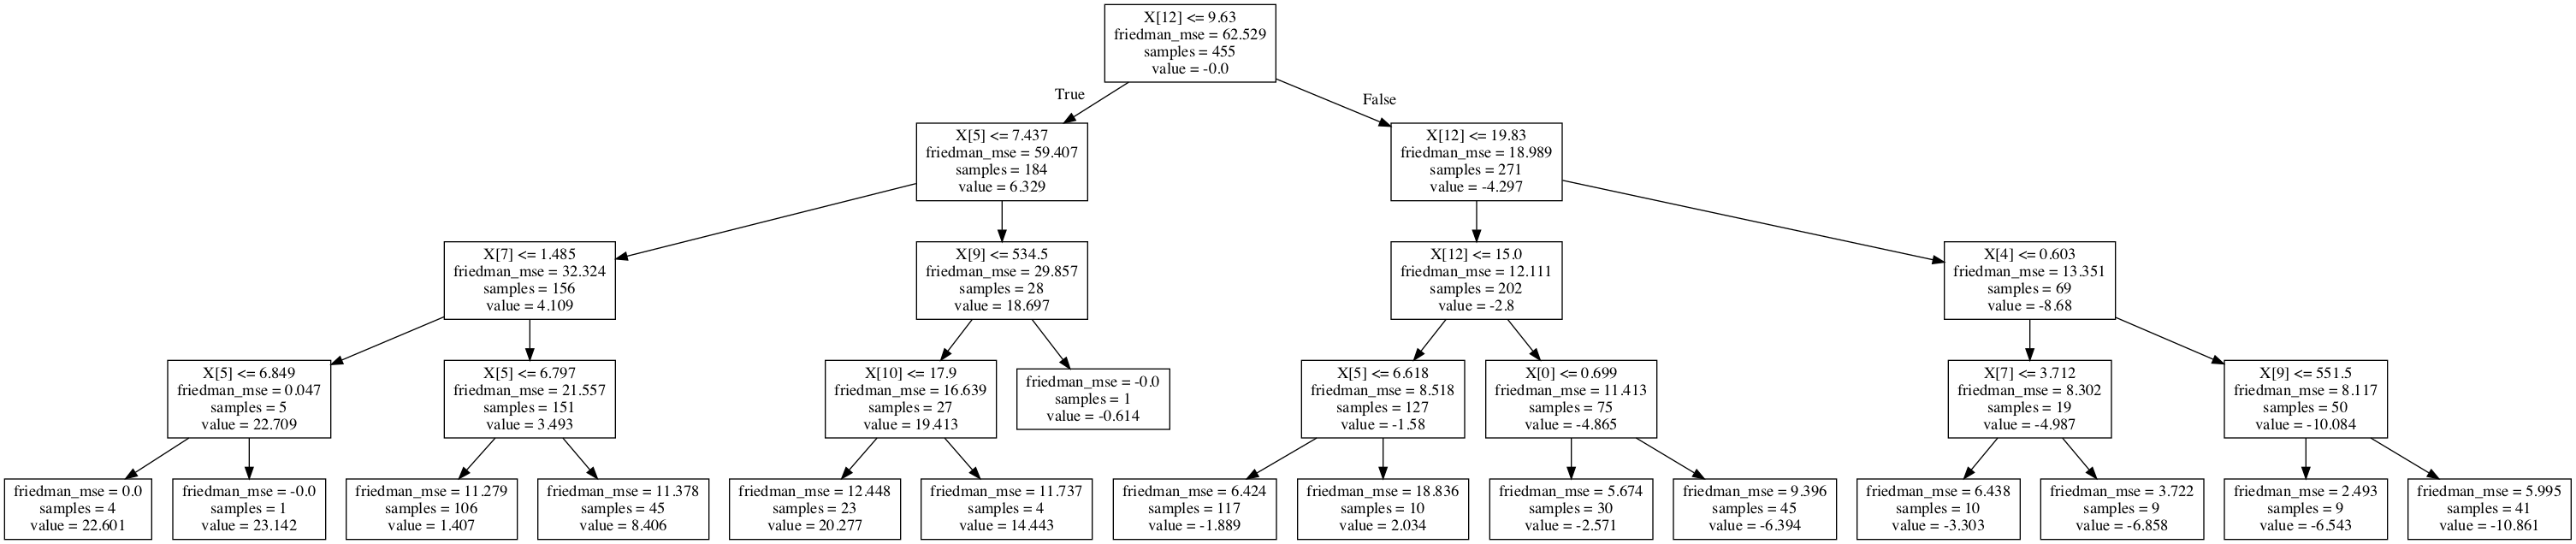 X[12] <= 9.63
friedman_mse = 62.529
samples = 455
value = -0.0
True
False
X[5] <= 7.437
friedman_mse = 59.407
samples = 184
value = 6.329
X[12] <= 19.83
friedman_mse = 18.989
samples = 271
value = -4.297
X[7] <= 1.485
friedman_mse = 32.324
samples = 156
value = 4.109
X[9] <= 534.5
friedman_mse = 29.857
samples = 28
value = 18.697
X[12] <= 15.0
friedman_mse = 12.111
samples = 202
value = -2.8
X[4] <= 0.603
friedman_mse = 13.351
samples = 69
value = -8.68
X[5] <= 6.849
friedman_mse = 0.047
samples = 5
value = 22.709
X[5] <= 6.797
friedman_mse = 21.557
samples = 151
value = 3.493
X[10] <= 17.9
friedman_mse = 16.639
samples = 27
value = 19.413
friedman_mse = -0.0
samples = 1
value = -0.614
X[5] <= 6.618
friedman_mse = 8.518
samples = 127
value = -1.58
X[0] <= 0.699
friedman_mse = 11.413
samples = 75
value = -4.865
X[7] <= 3.712
friedman_mse = 8.302
samples = 19
value = -4.987
X[9] <= 551.5
friedman_mse = 8.117
samples = 50
value = -10.084
friedman_mse = 0.0
samples = 4
value = 22.601
friedman_mse = -0.0
samples = 1
value = 23.142
friedman_mse = 11.279
samples = 106
value = 1.407
friedman_mse = 11.378
samples = 45
value = 8.406
friedman_mse = 12.448
samples = 23
value = 20.277
friedman_mse = 11.737
samples = 4
value = 14.443
friedman_mse = 6.424
samples = 117
value = -1.889
friedman_mse = 18.836
samples = 10
value = 2.034
friedman_mse = 5.674
samples = 30
value = -2.571
friedman_mse = 9.396
samples = 45
value = -6.394
friedman_mse = 6.438
samples = 10
value = -3.303
friedman_mse = 3.722
samples = 9
value = -6.858
friedman_mse = 2.493
samples = 9
value = -6.543
friedman_mse = 5.995
samples = 41
value = -10.861